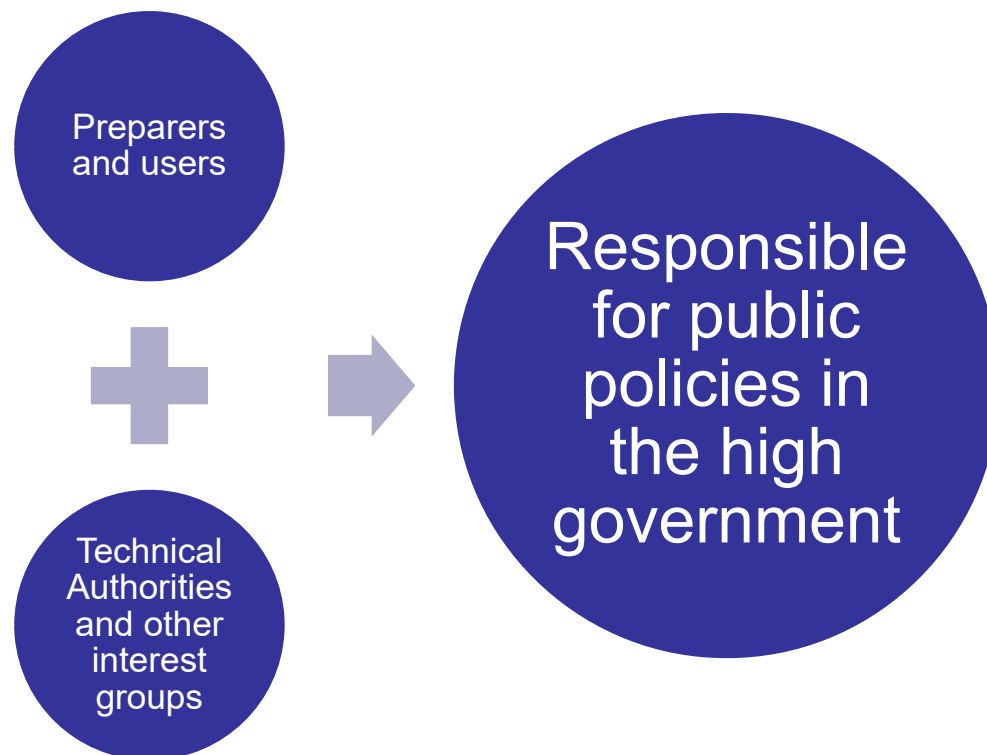 Preparers
and users
Technical
Authorities
and other
interest
groups
Responsible
for public
policies in
the high
government